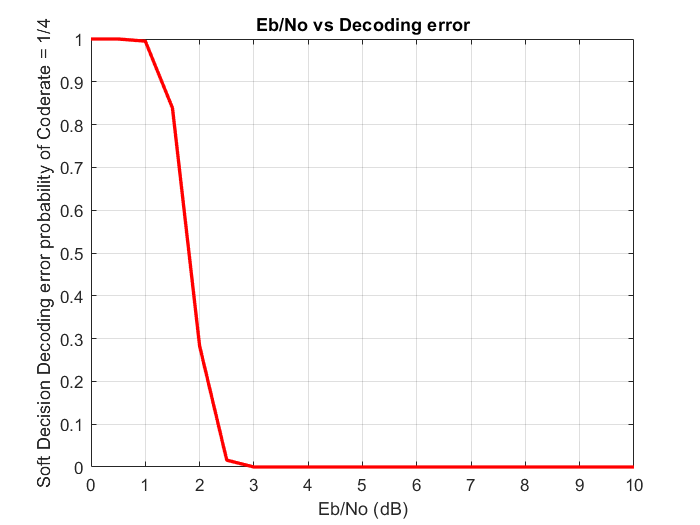 Eb/No vs Decoding error
Soft Decision Decoding error probability of Coderate = 1/4
1
0.9
0.8
0.7
0.6
0.5
0.4
0.3
0.2
0.1
0
0 1 2 3 4 5 6 7 8 9 10
Eb/No (dB)